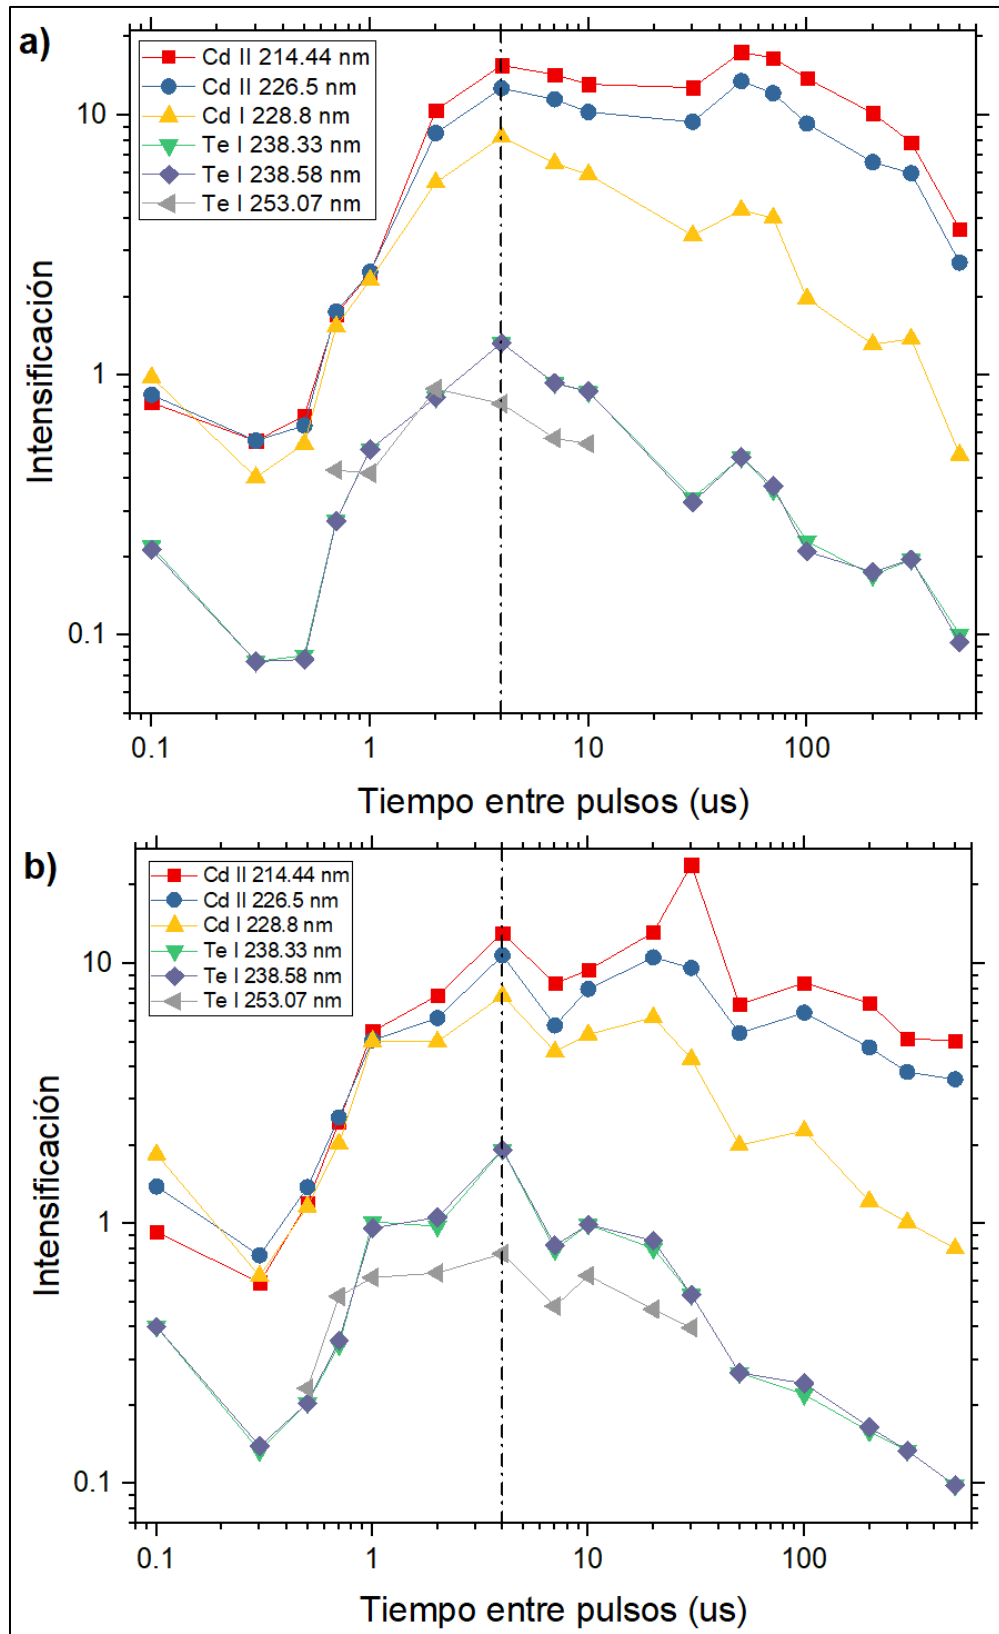 a)
Cd II 214.44 nm
Cd II 226.5 nm
Cd I 228.8 nm
Te I 238.33 nm
Te I 238.58 nm
Te I 253.07 nm
10
1
0.1
Intensificación
0.1 1 10 100
Tiempo entre pulsos (us)
b)
Cd II 214.44 nm
Cd II 226.5 nm
Cd I 228.8 nm
Te I 238.33 nm
Te I 238.58 nm
Te I 253.07 nm
10
1
0.1
Intensificación
0.1 1 10 100
Tiempo entre pulsos (us)